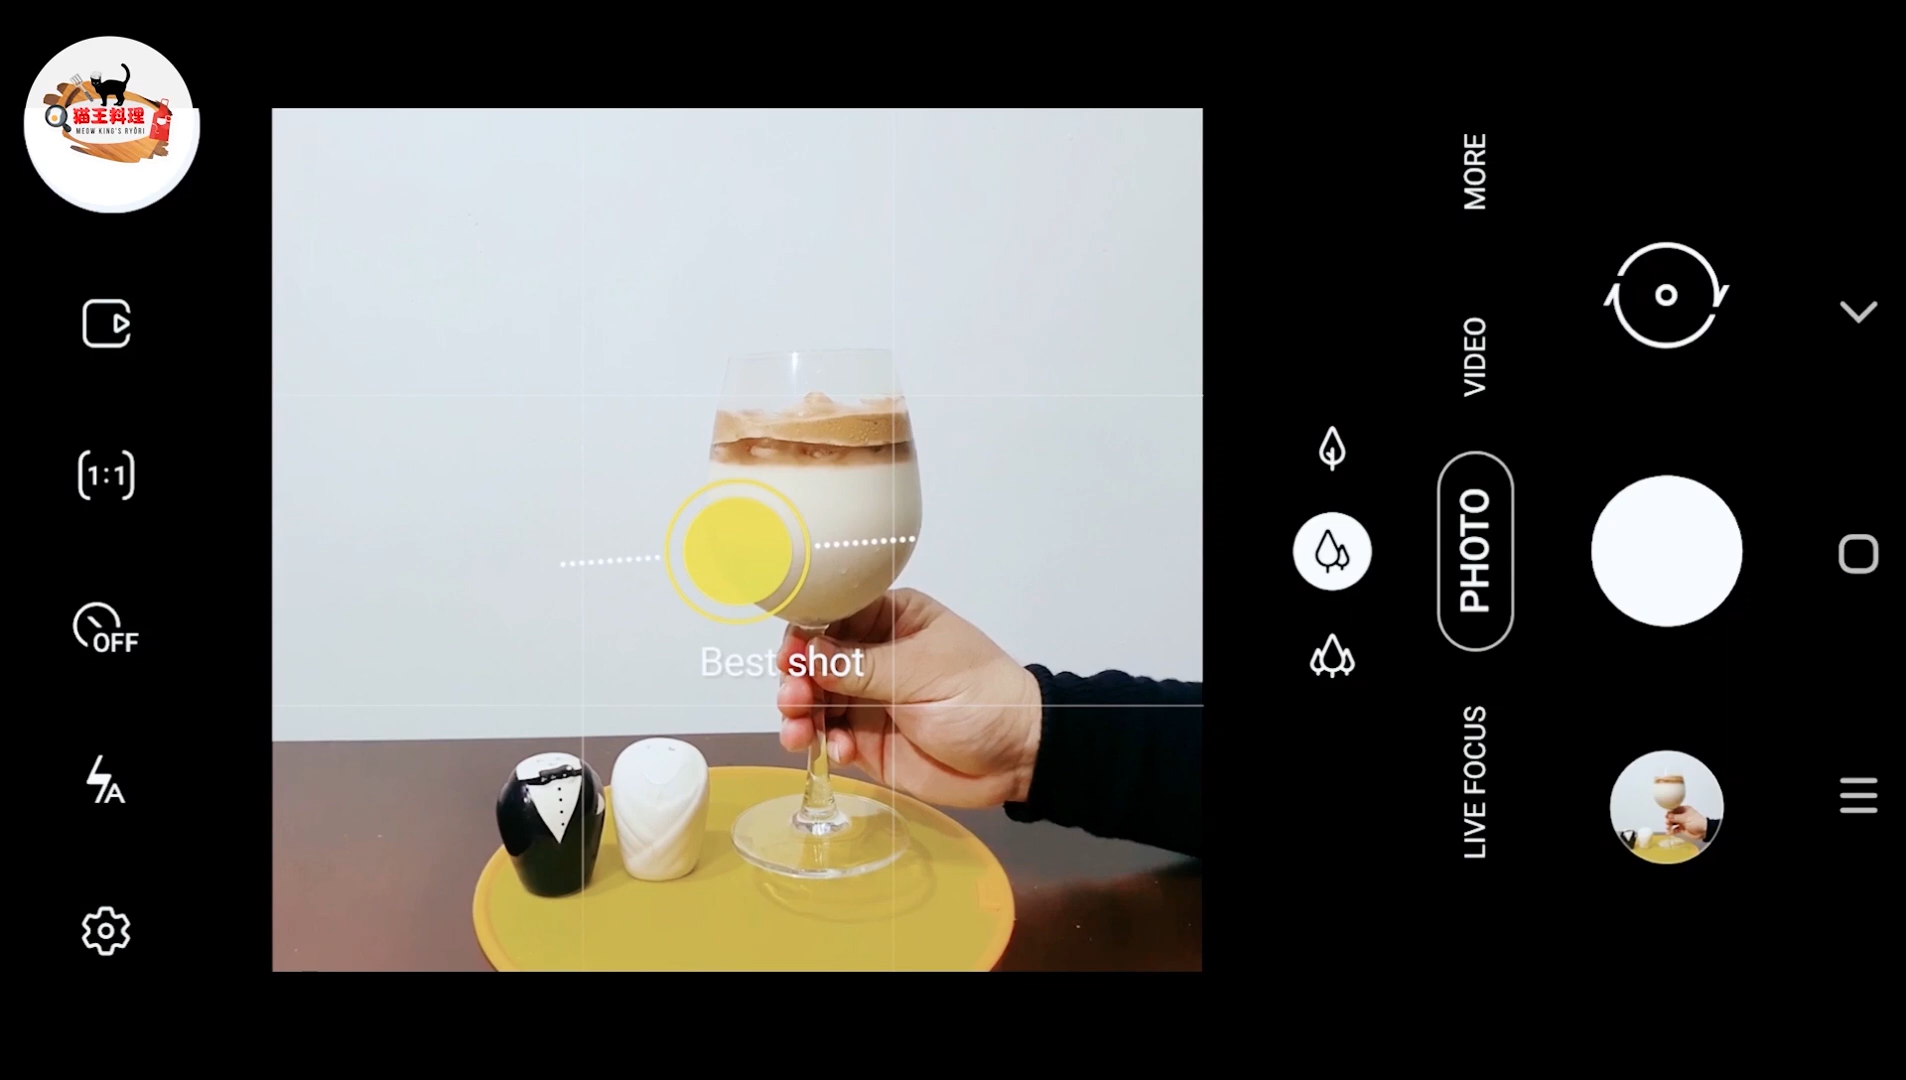 猫王料理
MEOW KING'S RYŌRI
1:1
OFF
A
Best shot
MORE
VIDEO
PHOTO
LIVE FOCUS